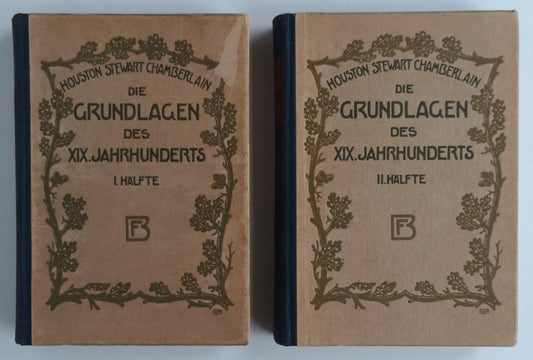 HOUSTON STEWART CHAMBERLAIN
DIE
GRUNDLAGEN
DES
XIX. JAHRHUNDERTS
I. HÄLFTE
FB
HOUSTON STEWART CHAMBERLAIN
DIE
GRUNDLAGEN
DES
XIX. JAHRHUNDERTS
II. HÄLFTE
FB